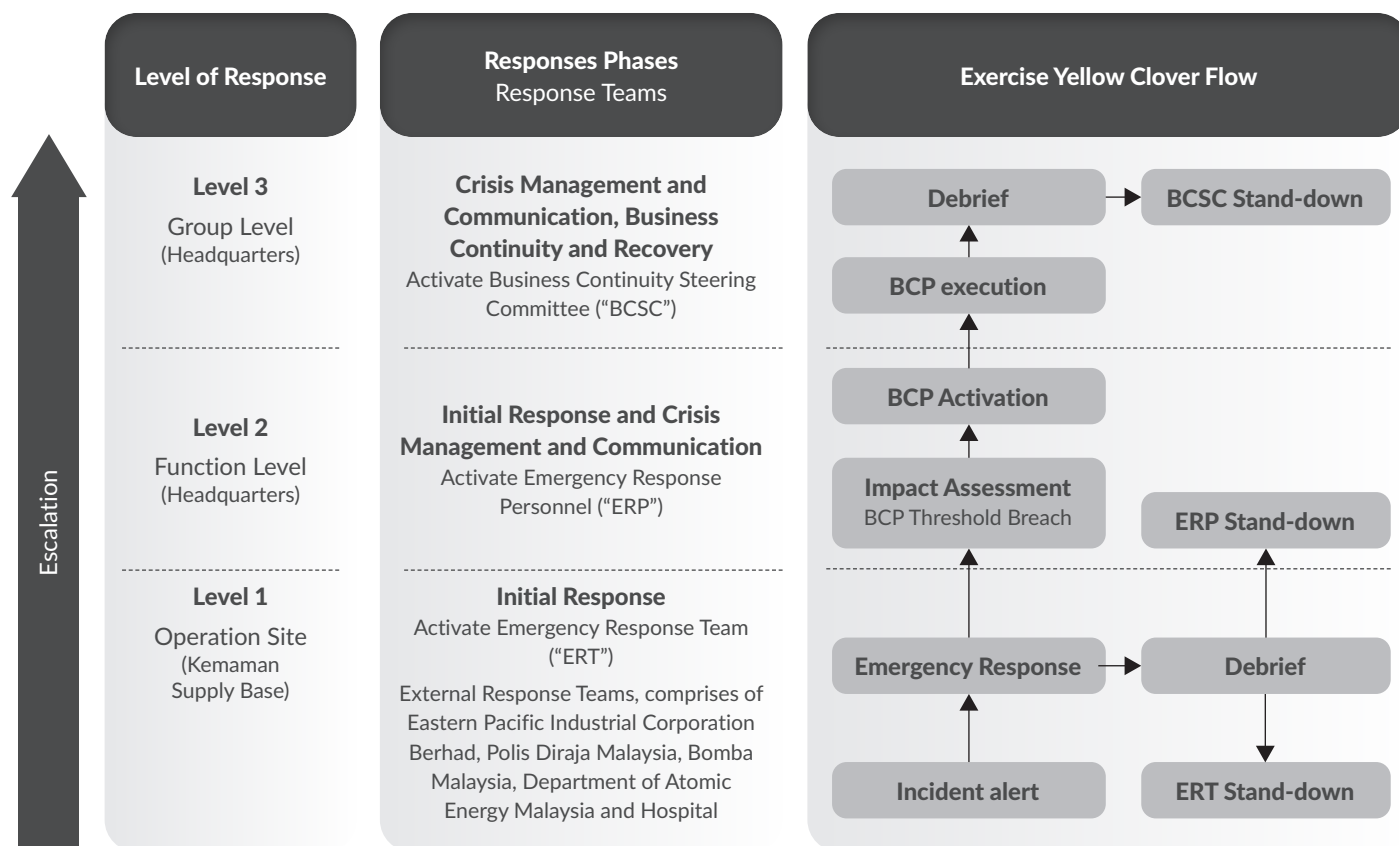 Level of Response
Responses Phases
Response Teams
Exercise Yellow Clover Flow
Escalation
Level 3
Group Level
(Headquarters)
Crisis Management and
Communication, Business
Continuity and Recovery
Activate Business Continuity Steering
Committee (“BCSC”)
Debrief
BCSC Stand-down
BCP execution
Level 2
Function Level
(Headquarters)
Initial Response and Crisis
Management and Communication
Activate Emergency Response
Personnel (“ERP”)
BCP Activation
Impact Assessment
BCP Threshold Breach
ERP Stand-down
Level 1
Operation Site
(Kemaman
Supply Base)
Initial Response
Activate Emergency Response Team
(“ERT”)
External Response Teams, comprises of
Eastern Pacific Industrial Corporation
Berhad, Polis Diraja Malaysia, Bomba
Malaysia, Department of Atomic
Energy Malaysia and Hospital
Emergency Response
Debrief
Incident alert
ERT Stand-down